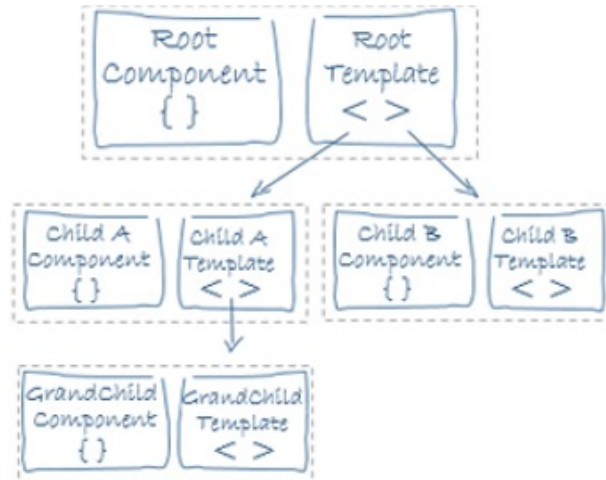 Root
Component
{ }
Root
Template
< >
Child A
Component
{ }
Child A
Template
< >
Child B
Component
{ }
Child B
Template
< >
GrandChild
Component
{ }
GrandChild
Template
< >